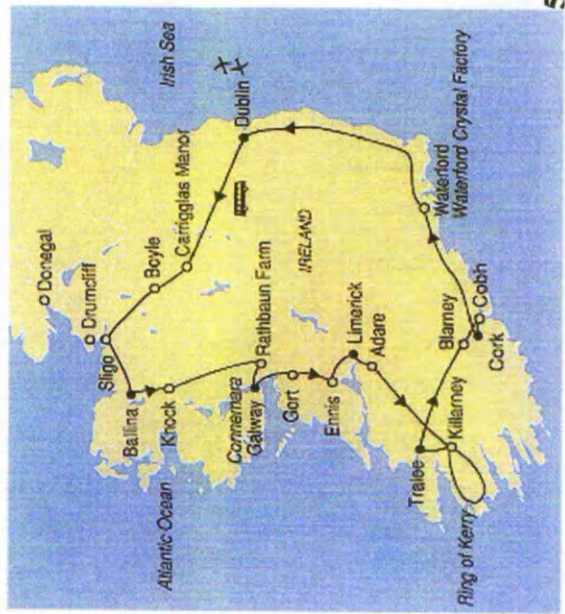 Donegal
Drumcliff
Sligo
Boyle
Carrigglas Manor
Irish Sea
Dublin
Ballina
Knock
Connemara
Galway
Rathbaun Farm
Gort
Ennis
IRELAND
Limerick
Adare
Atlantic Ocean
Tralee
Killarney
Ring of Kerry
Blarney
Cork
Cobh
Waterford
Waterford Crystal Factory